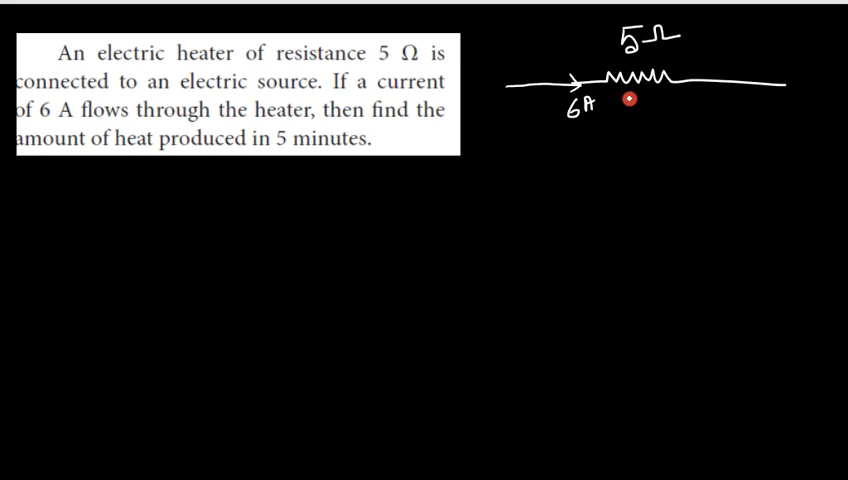 An electric heater of resistance 5 Ω is
connected to an electric source. If a current
of 6 A flows through the heater, then find the
amount of heat produced in 5 minutes.
5Ω
6A